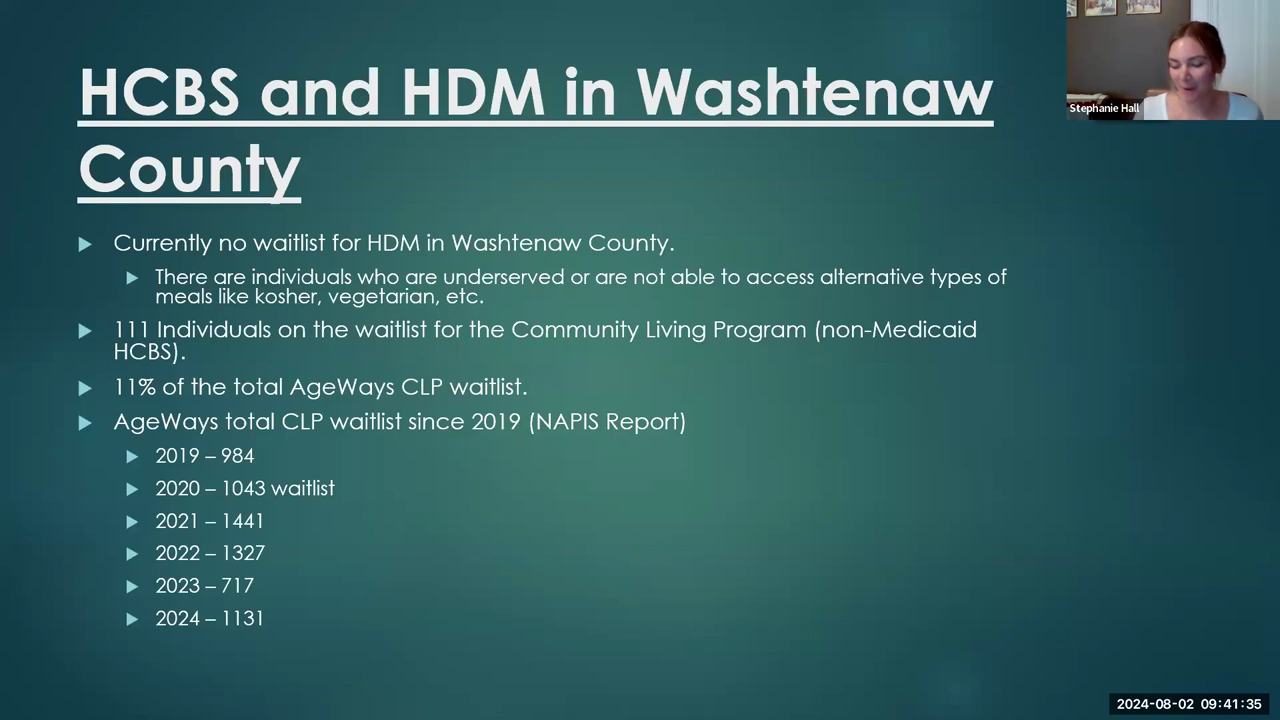 HCBS and HDM in Washtenaw
County
Stephanie Hall
Currently no waitlist for HDM in Washtenaw County.
There are individuals who are underserved or are not able to access alternative types of
meals like kosher, vegetarian, etc.
111 Individuals on the waitlist for the Community Living Program (non-Medicaid
HCBS).
11% of the total AgeWays CLP waitlist.
AgeWays total CLP waitlist since 2019 (NAPIS Report)
2019 – 984
2020 – 1043 waitlist
2021 – 1441
2022 – 1327
2023 – 717
2024 – 1131
2024-08-02 09:41:35